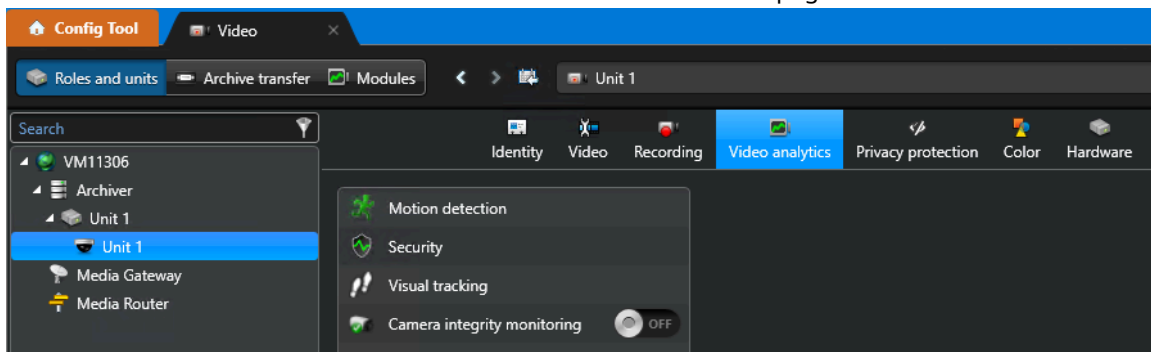 Config Tool
Video
Roles and units
Archive transfer
Modules
Unit 1
Search
Identity
Video
Recording
Video analytics
Privacy protection
Color
Hardware
VM11306
Archiver
Unit 1
Unit 1
Media Gateway
Media Router
Motion detection
Security
Visual tracking
Camera integrity monitoring
OFF